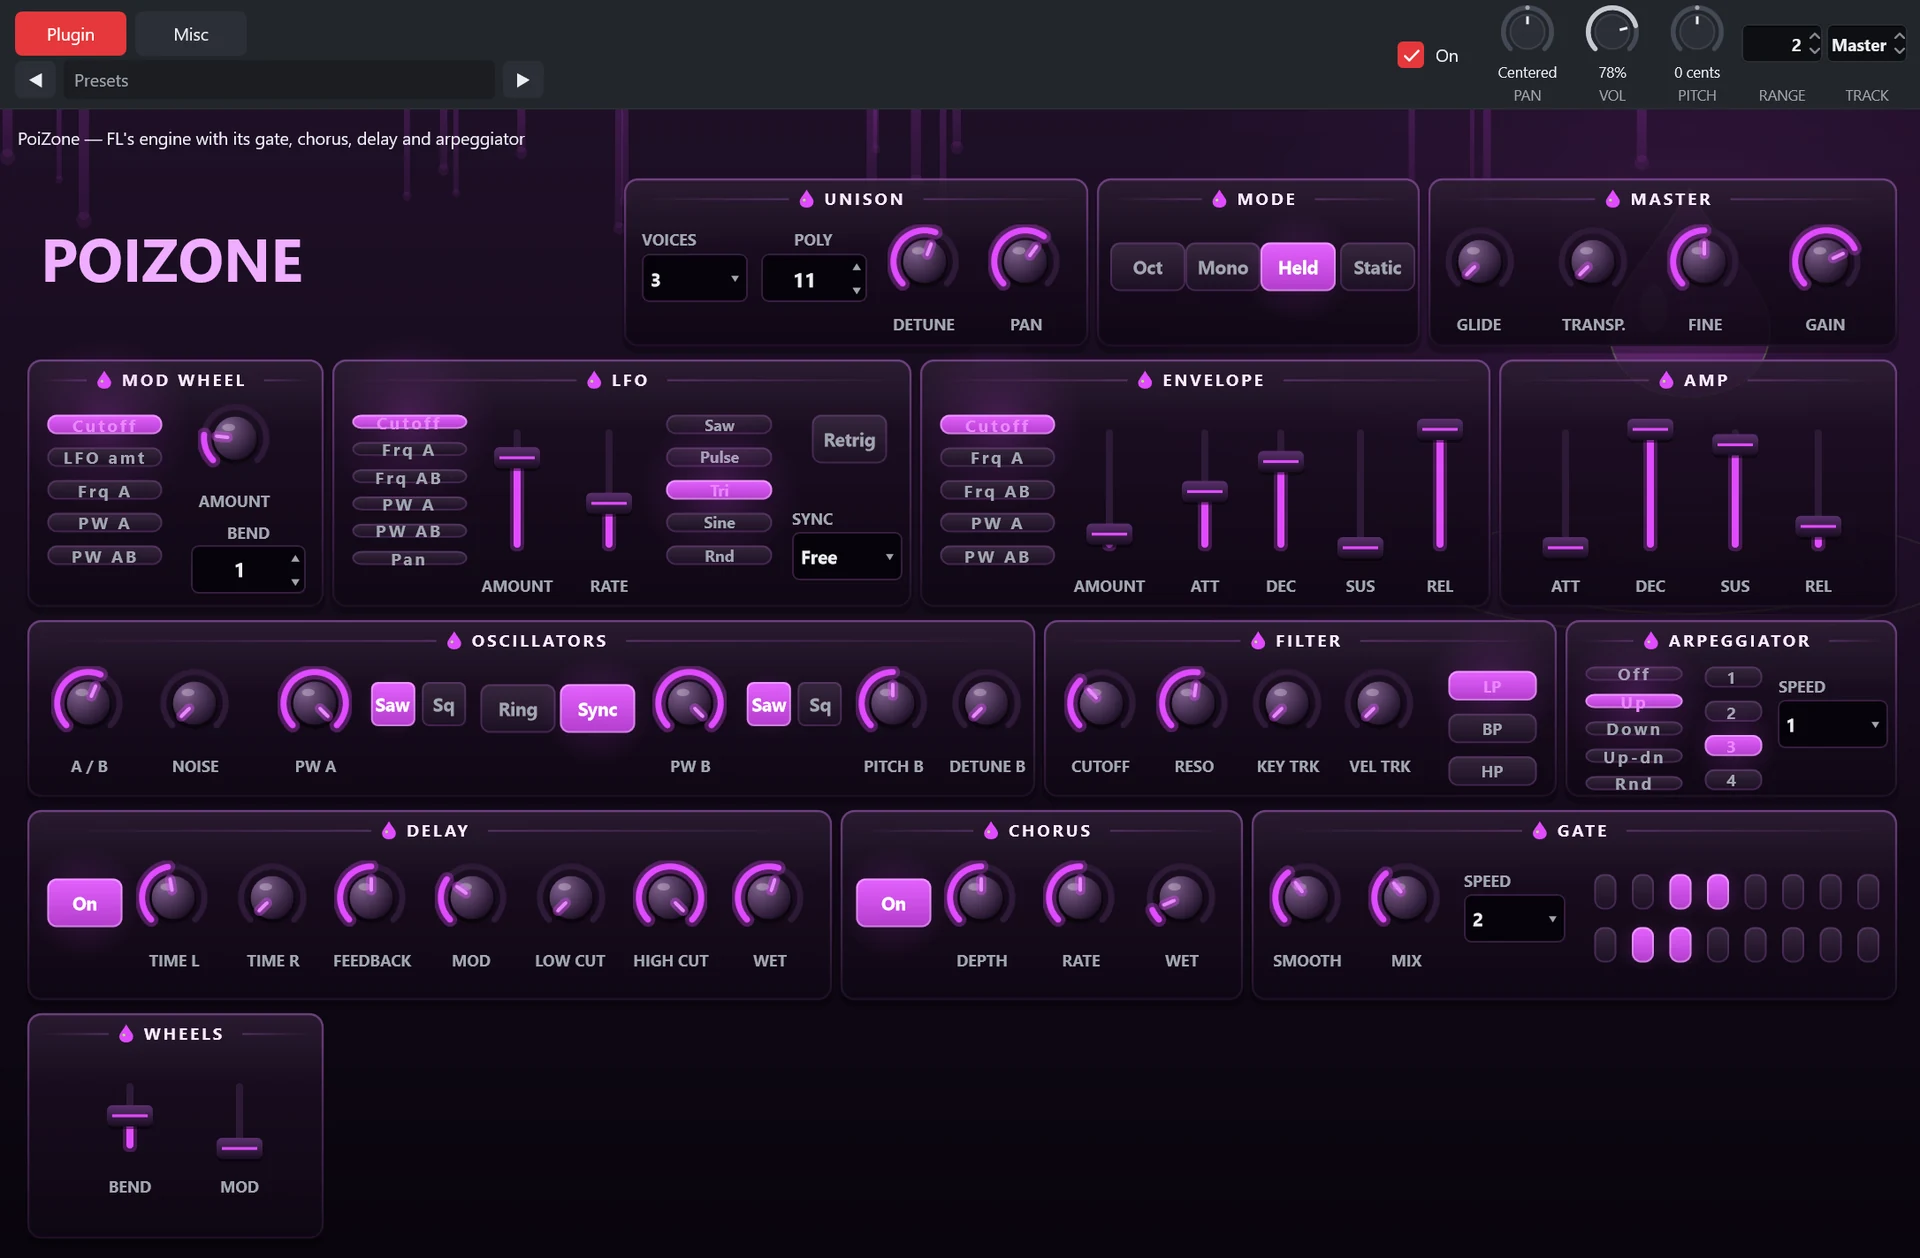 Plugin Misc
Presets
On
Centered 78% 0 cents 2 Master
PAN VOL PITCH RANGE TRACK
PoiZone — FL's engine with its gate, chorus, delay and arpeggiator
POIZONE
UNISON
VOICES POLY
3 11
DETUNE PAN
MODE
Oct Mono Held Static
MASTER
GLIDE TRANSP. FINE GAIN
MOD WHEEL
Cutoff
LFO amt
Frq A
PW A
PW AB
AMOUNT
BEND
1
LFO
Cutoff
Frq A
Frq AB
PW A
PW AB
Pan
AMOUNT RATE
Saw
Pulse
Tri
Sine
Rnd
Retrig
SYNC
Free
ENVELOPE
Cutoff
Frq A
Frq AB
PW A
PW AB
AMOUNT ATT DEC SUS REL
AMP
ATT DEC SUS REL
OSCILLATORS
Saw Sq Ring Sync Saw Sq
A / B NOISE PW A PW B PITCH B DETUNE B
FILTER
CUTOFF RESO KEY TRK VEL TRK
LP
BP
HP
ARPEGGIATOR
Off
Up
Down
Up-dn
Rnd
1
2
3
4
SPEED
1
DELAY
On
TIME L TIME R FEEDBACK MOD LOW CUT HIGH CUT WET
CHORUS
On
DEPTH RATE WET
GATE
SMOOTH MIX
SPEED
2
WHEELS
BEND MOD